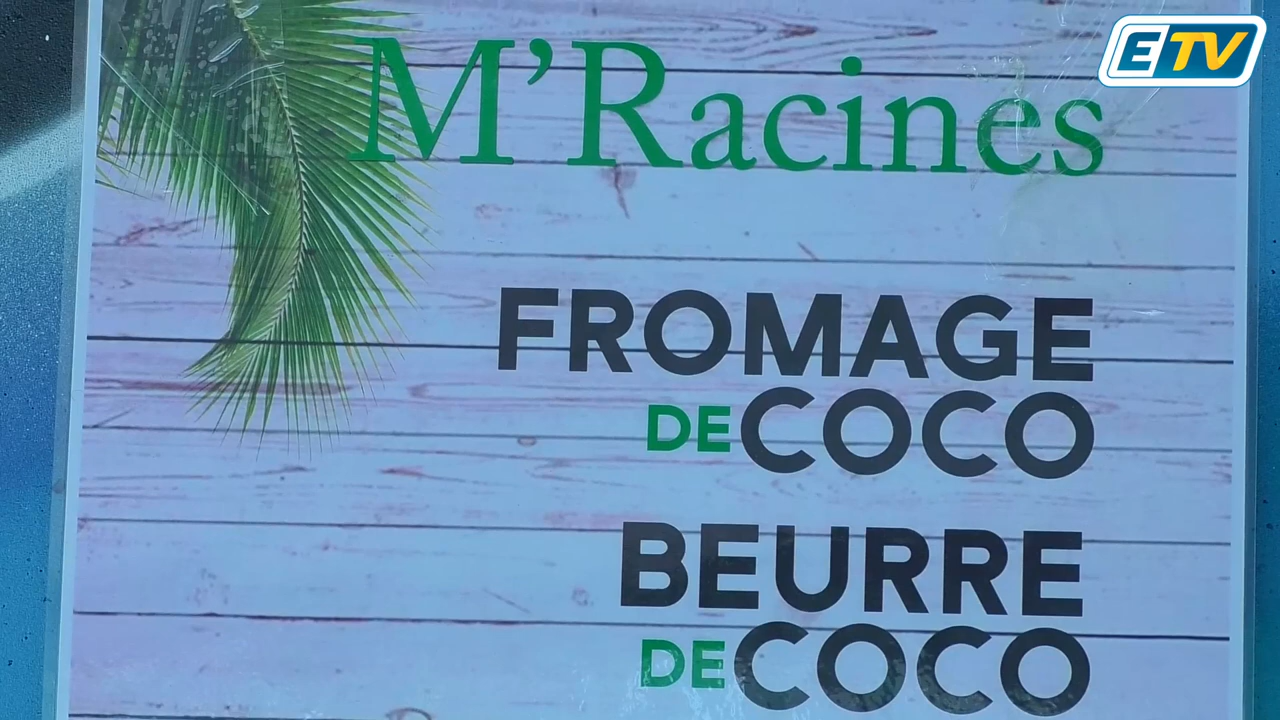 ETV
M'Racines
FROMAGE
DE COCO
BEURRE
DE COCO